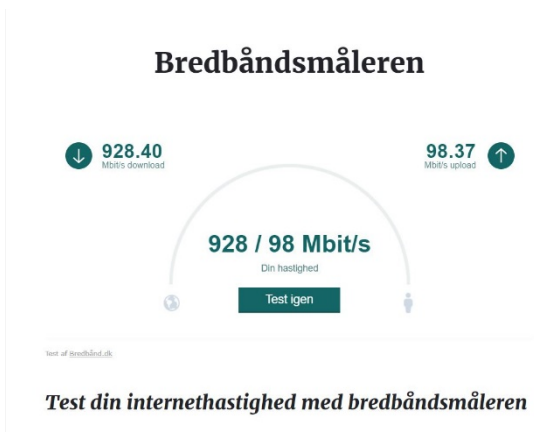 Bredbåndsmåleren
928.40
Mbit/s download
98.37
Mbit/s upload
928 / 98 Mbit/s
Din hastighed
Test igen
Test af Bredbånd.dk
Test din internethastighed med bredbåndsmåleren